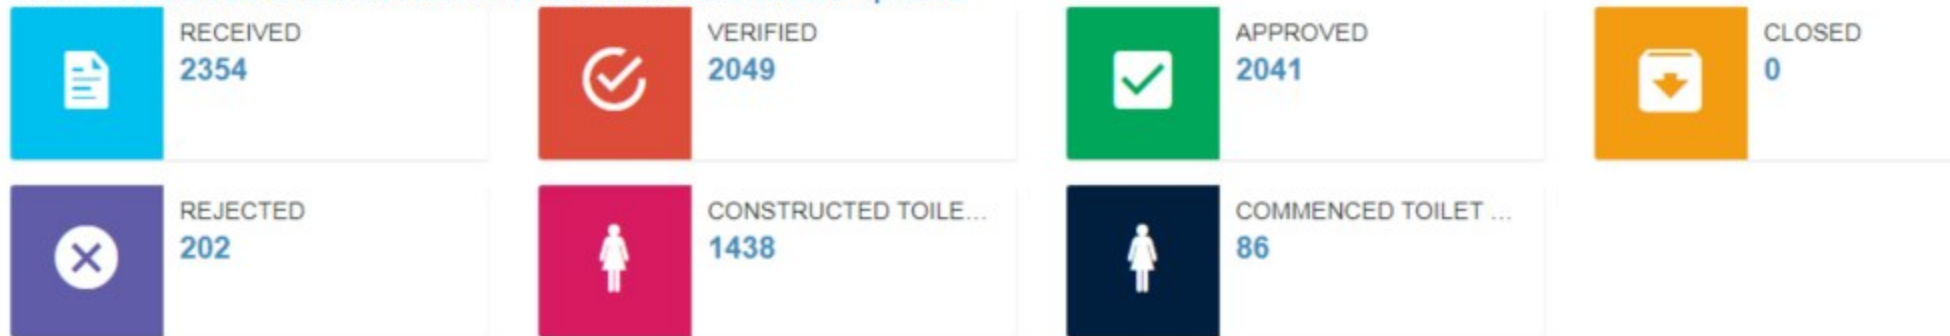 RECEIVED
2354
VERIFIED
2049
APPROVED
2041
CLOSED
0
REJECTED
202
CONSTRUCTED TOILE...
1438
COMMENCED TOILET ...
86